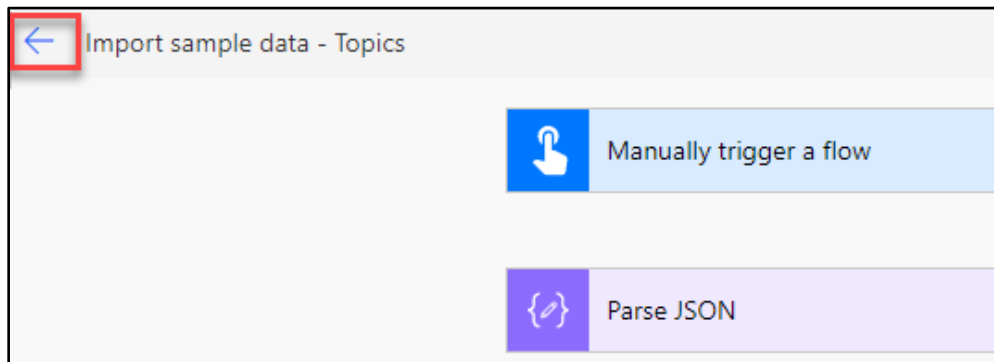 Import sample data - Topics
Manually trigger a flow
Parse JSON